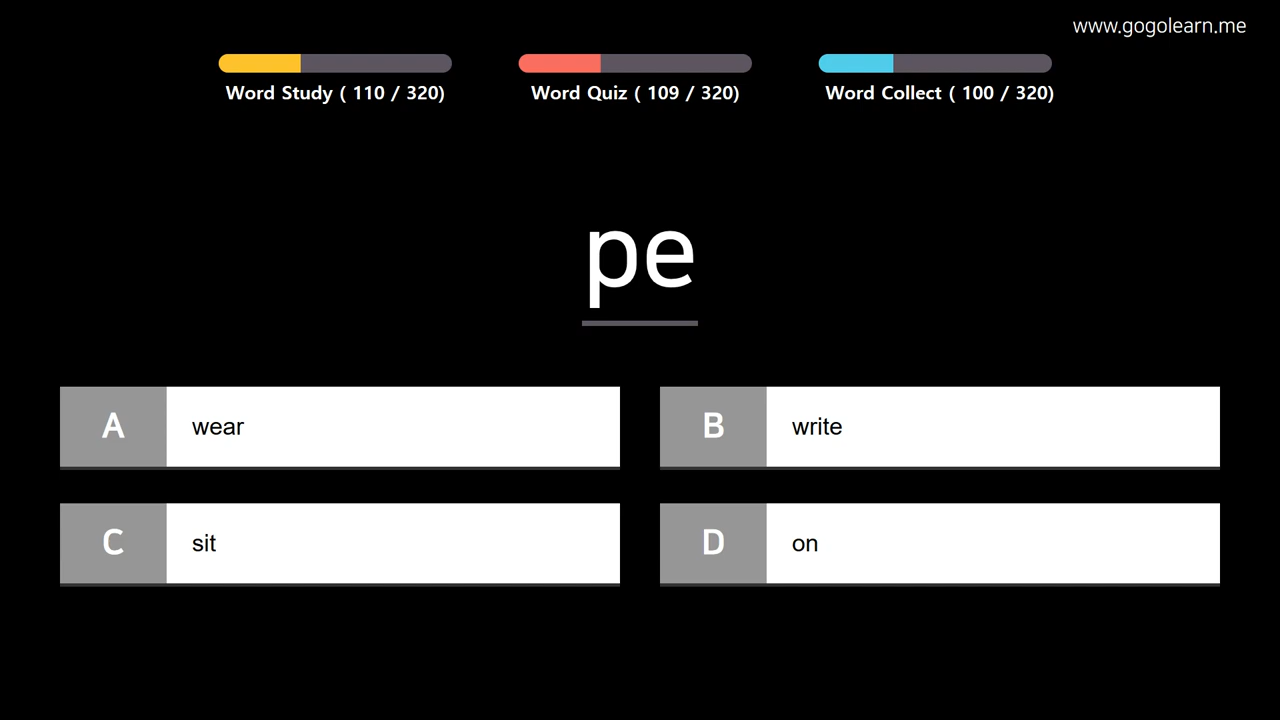 www.gogolearn.me
Word Study ( 110 / 320)
Word Quiz ( 109 / 320)
Word Collect ( 100 / 320)
pe
A wear
B write
C sit
D on